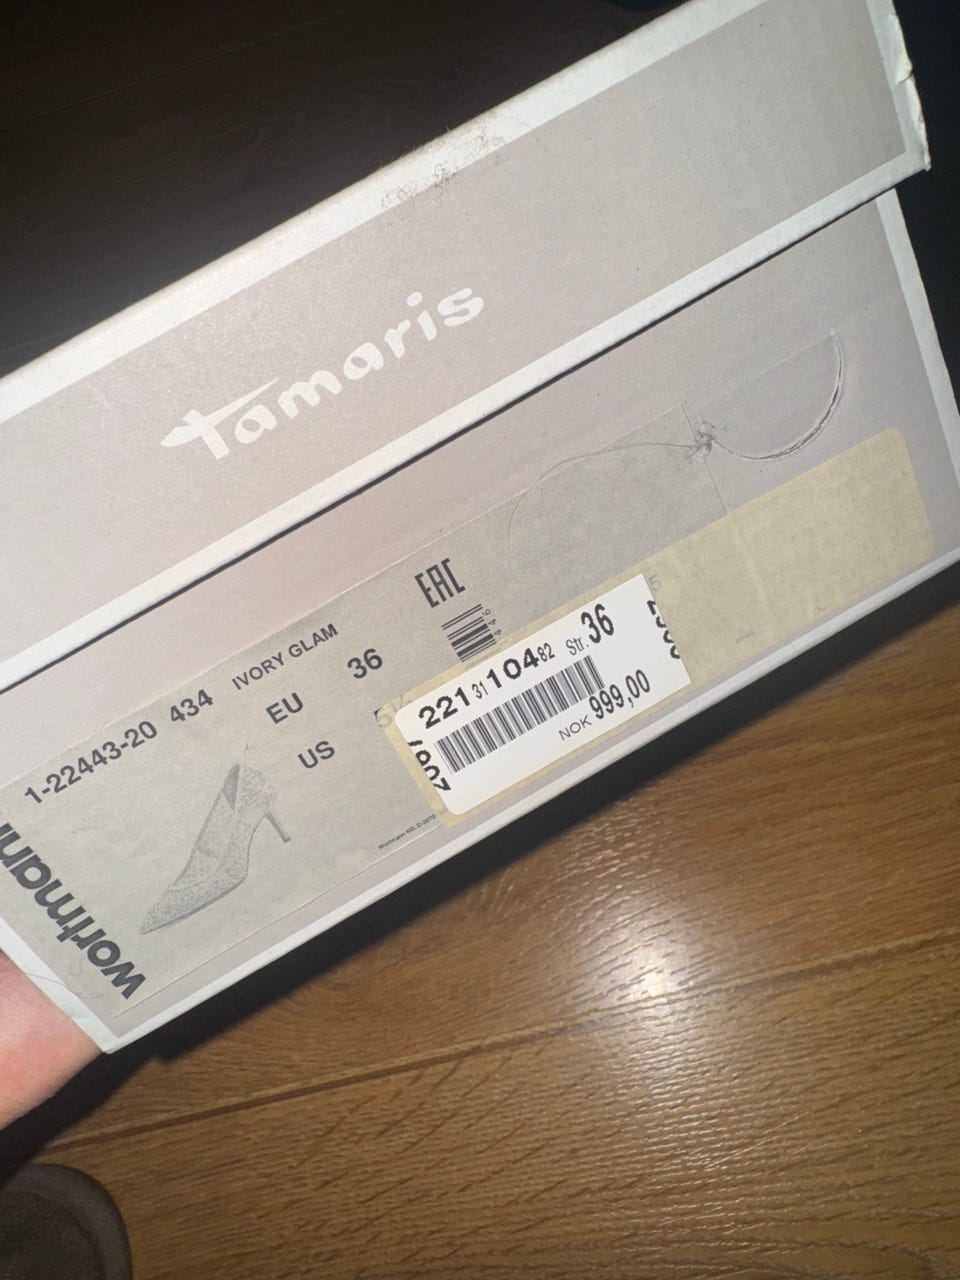 Tamaris
1-22443-20 434 IVORY GLAM
EU 36
US
EAC
221 31 104 82 Str. 36
NOK 999,00
wortmann